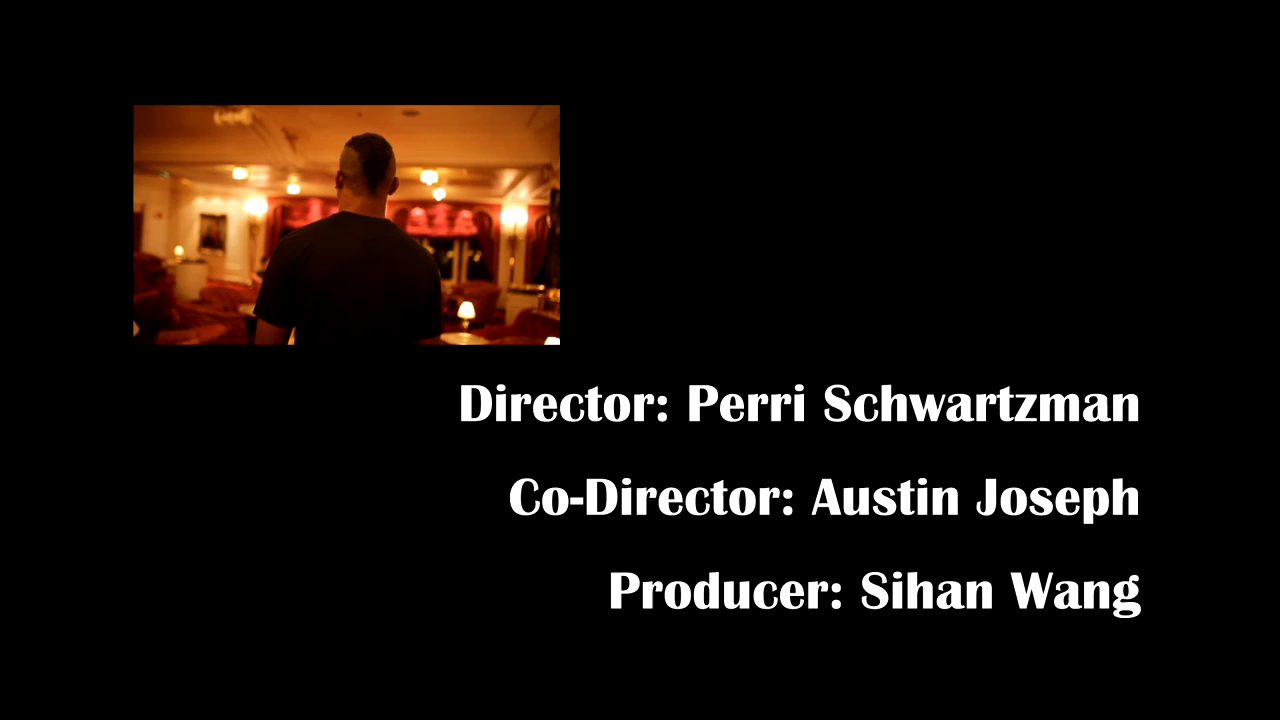 Director: Perri Schwartzman
Co-Director: Austin Joseph
Producer: Sihan Wang